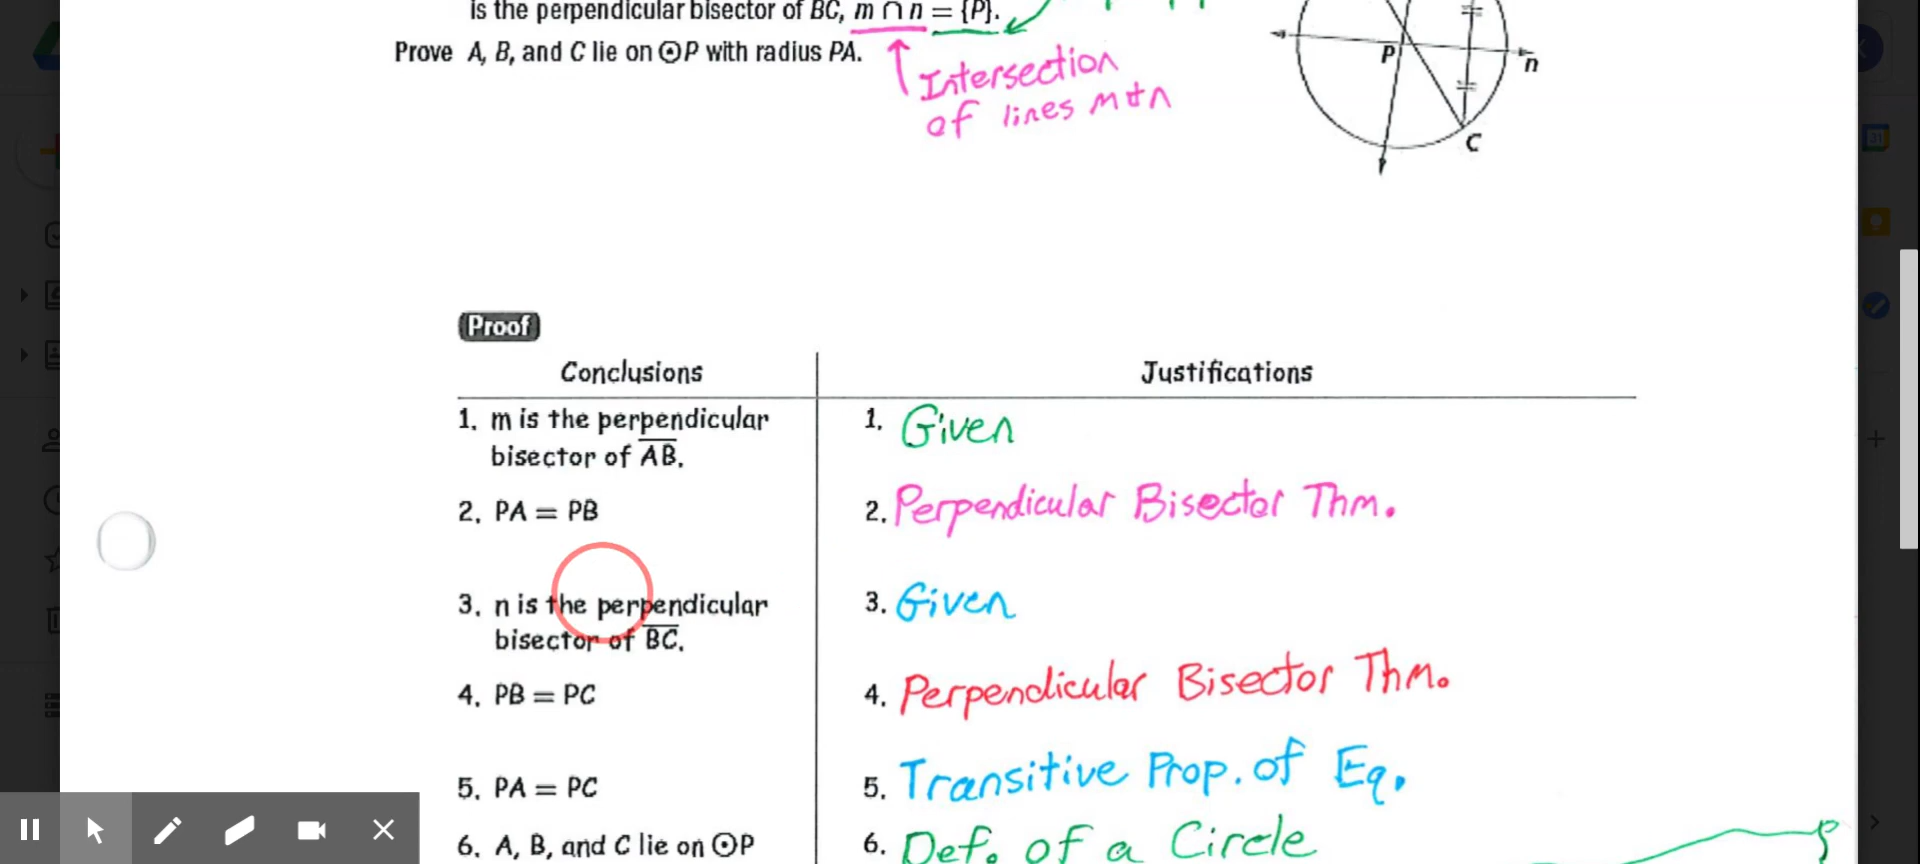 is the perpendicular bisector of BC, m ∩ n = {P}.
Prove A, B, and C lie on ⊙P with radius PA.
Intersection
of lines m + n
P
n
C
Proof
Conclusions
Justifications
1. m is the perpendicular
bisector of AB.
1. Given
2. PA = PB
2. Perpendicular Bisector Thm.
3. n is the perpendicular
bisector of BC.
3. Given
4. PB = PC
4. Perpendicular Bisector Thm.
5. PA = PC
5. Transitive Prop. of Eq.
6. A, B, and C lie on ⊙P
6. Def. of a Circle
31